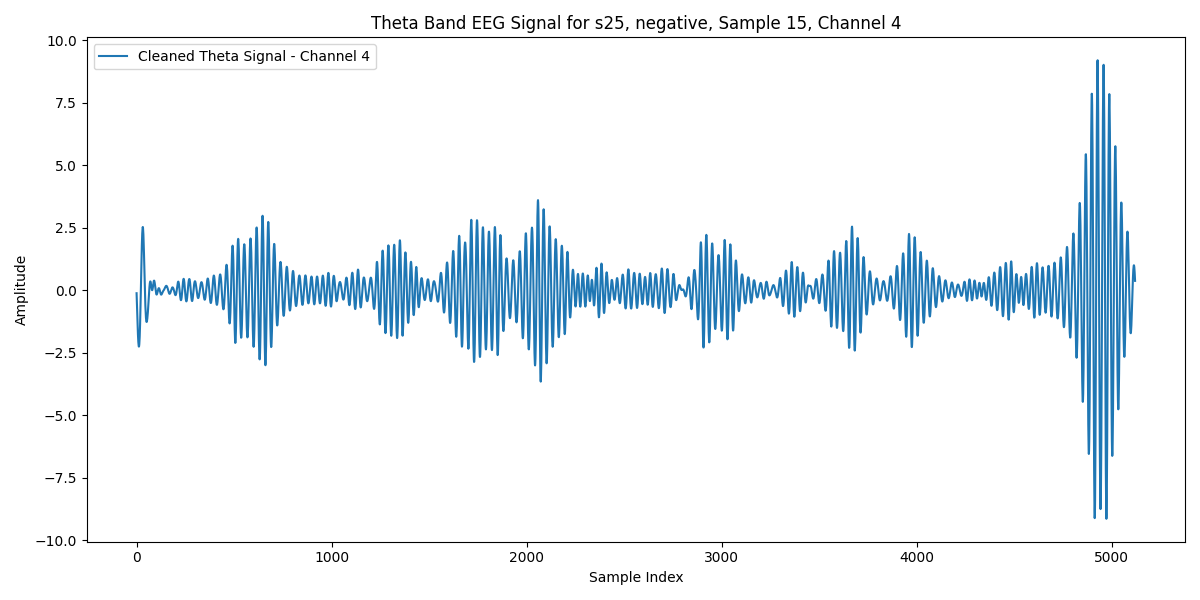 Theta Band EEG Signal for s25, negative, Sample 15, Channel 4
Cleaned Theta Signal - Channel 4
Amplitude
10.0
7.5
5.0
2.5
0.0
−2.5
−5.0
−7.5
−10.0
0 1000 2000 3000 4000 5000
Sample Index